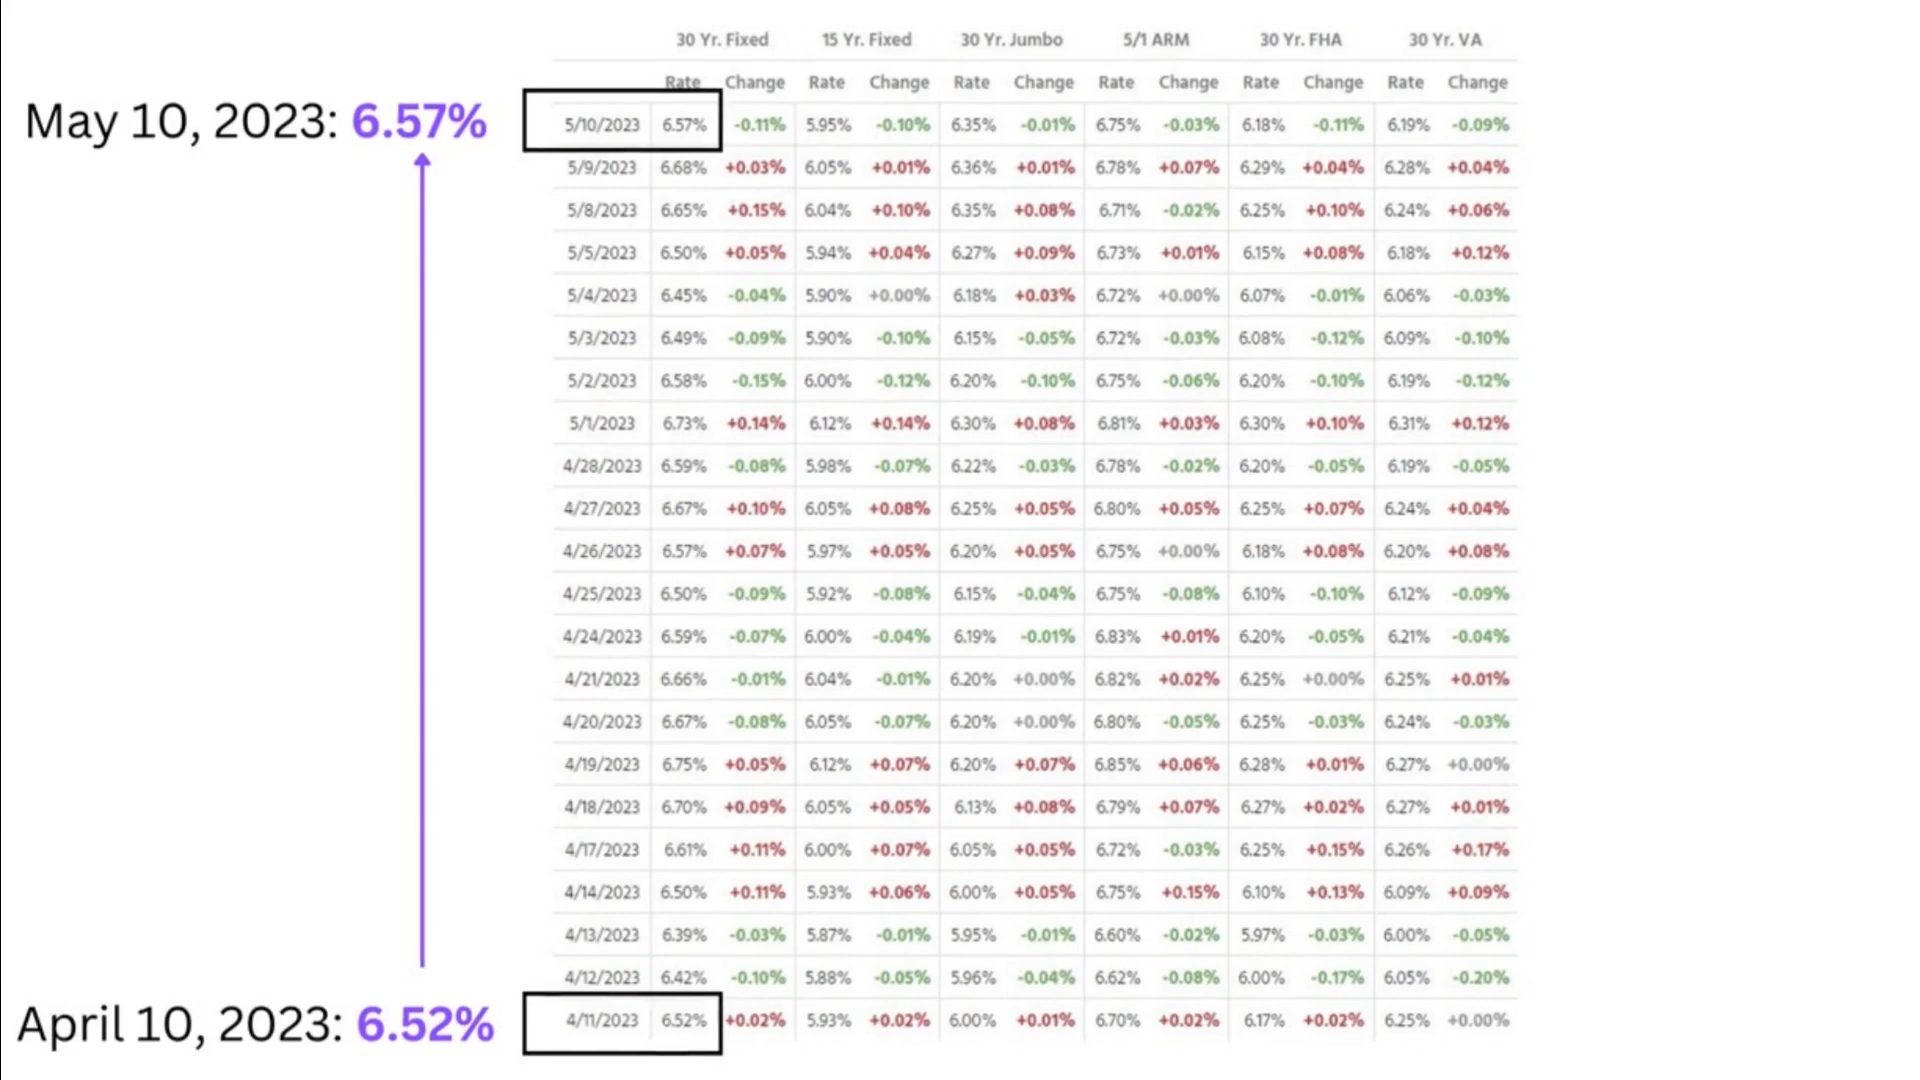 30 Yr. Fixed 15 Yr. Fixed 30 Yr. Jumbo 5/1 ARM 30 Yr. FHA 30 Yr. VA
Rate Change Rate Change Rate Change Rate Change Rate Change Rate Change
May 10, 2023: 6.57%
5/10/2023 6.57% -0.11% 5.95% -0.10% 6.35% -0.01% 6.75% -0.03% 6.18% -0.11% 6.19% -0.09%
5/9/2023 6.68% +0.03% 6.05% +0.01% 6.36% +0.01% 6.78% +0.07% 6.29% +0.04% 6.28% +0.04%
5/8/2023 6.65% +0.15% 6.04% +0.10% 6.35% +0.08% 6.71% -0.02% 6.25% +0.10% 6.24% +0.06%
5/5/2023 6.50% +0.05% 5.94% +0.04% 6.27% +0.09% 6.73% +0.01% 6.15% +0.08% 6.18% +0.12%
5/4/2023 6.45% -0.04% 5.90% +0.00% 6.18% +0.03% 6.72% +0.00% 6.07% -0.01% 6.06% -0.03%
5/3/2023 6.49% -0.09% 5.90% -0.10% 6.15% -0.05% 6.72% -0.03% 6.08% -0.12% 6.09% -0.10%
5/2/2023 6.58% -0.15% 6.00% -0.12% 6.20% -0.10% 6.75% -0.06% 6.20% -0.10% 6.19% -0.12%
5/1/2023 6.73% +0.14% 6.12% +0.14% 6.30% +0.08% 6.81% +0.03% 6.30% +0.10% 6.31% +0.12%
4/28/2023 6.59% -0.08% 5.98% -0.07% 6.22% -0.03% 6.78% -0.02% 6.20% -0.05% 6.19% -0.05%
4/27/2023 6.67% +0.10% 6.05% +0.08% 6.25% +0.05% 6.80% +0.05% 6.25% +0.07% 6.24% +0.04%
4/26/2023 6.57% +0.07% 5.97% +0.05% 6.20% +0.05% 6.75% +0.00% 6.18% +0.08% 6.20% +0.08%
4/25/2023 6.50% -0.09% 5.92% -0.08% 6.15% -0.04% 6.75% -0.08% 6.10% -0.10% 6.12% -0.09%
4/24/2023 6.59% -0.07% 6.00% -0.04% 6.19% -0.01% 6.83% +0.01% 6.20% -0.05% 6.21% -0.04%
4/21/2023 6.66% -0.01% 6.04% -0.01% 6.20% +0.00% 6.82% +0.02% 6.25% +0.00% 6.25% +0.01%
4/20/2023 6.67% -0.08% 6.05% -0.07% 6.20% +0.00% 6.80% -0.05% 6.25% -0.03% 6.24% -0.03%
4/19/2023 6.75% +0.05% 6.12% +0.07% 6.20% +0.07% 6.85% +0.06% 6.28% +0.01% 6.27% +0.00%
4/18/2023 6.70% +0.09% 6.05% +0.05% 6.13% +0.08% 6.79% +0.07% 6.27% +0.02% 6.27% +0.01%
4/17/2023 6.61% +0.11% 6.00% +0.07% 6.05% +0.05% 6.72% -0.03% 6.25% +0.15% 6.26% +0.17%
4/14/2023 6.50% +0.11% 5.93% +0.06% 6.00% +0.05% 6.75% +0.15% 6.10% +0.13% 6.09% +0.09%
4/13/2023 6.39% -0.03% 5.87% -0.01% 5.95% -0.01% 6.60% -0.02% 5.97% -0.03% 6.00% -0.05%
4/12/2023 6.42% -0.10% 5.88% -0.05% 5.96% -0.04% 6.62% -0.08% 6.00% -0.17% 6.05% -0.20%
April 10, 2023: 6.52%
4/11/2023 6.52% +0.02% 5.93% +0.02% 6.00% +0.01% 6.70% +0.02% 6.17% +0.02% 6.25% +0.00%